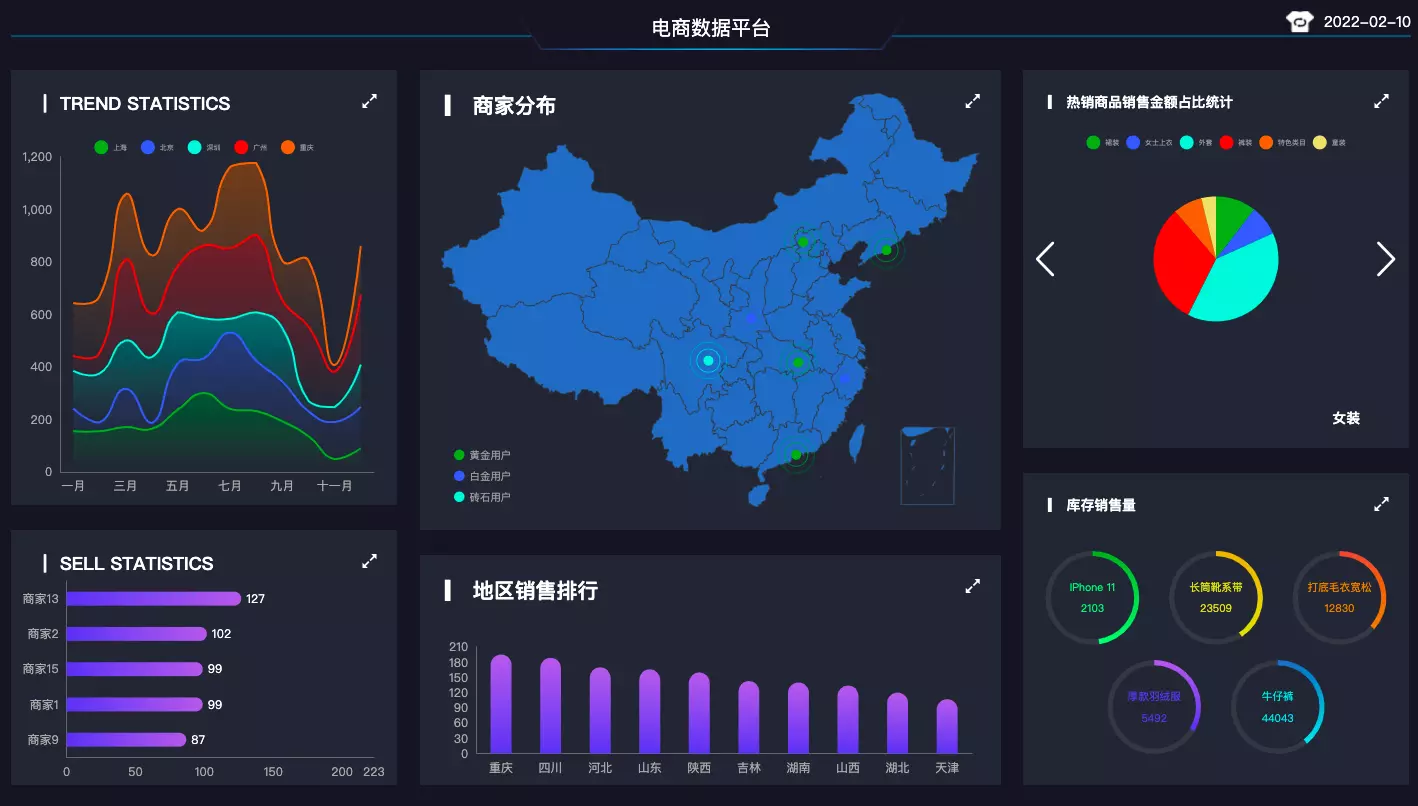 电商数据平台
2022-02-10
TREND STATISTICS
上海 北京 深圳 广州 重庆
1,200
1,000
800
600
400
200
0
一月 三月 五月 七月 九月 十一月
SELL STATISTICS
商家13 127
商家2 102
商家15 99
商家1 99
商家9 87
0 50 100 150 200 223
商家分布
黄金用户
白金用户
砖石用户
地区销售排行
210
180
150
120
90
60
30
0
重庆 四川 河北 山东 陕西 吉林 湖南 山西 湖北 天津
热销商品销售金额占比统计
裙装 女士上衣 外套 裤装 特色类目 童装
女装
库存销售量
iPhone 11
2103
长筒靴系带
23509
打底毛衣宽松
12830
薄款羽绒服
5492
牛仔裤
44043